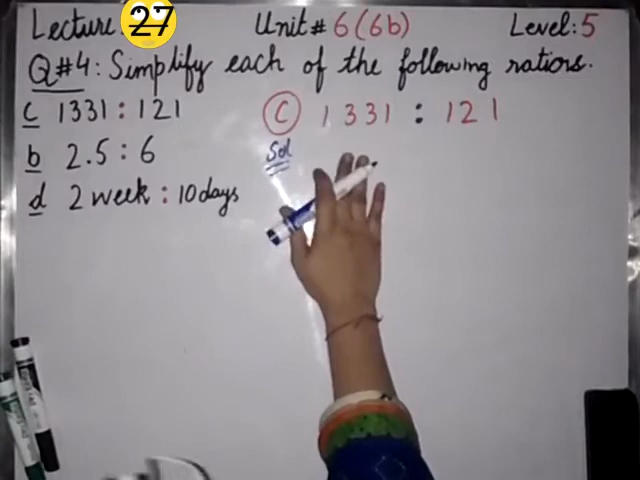 Lecture: 27 Unit# 6(6b) Level: 5
Q#4: Simplify each of the following rations.
c 1331 : 121
b 2.5 : 6
d 2 week : 10 days
C 1331 : 121
Sol